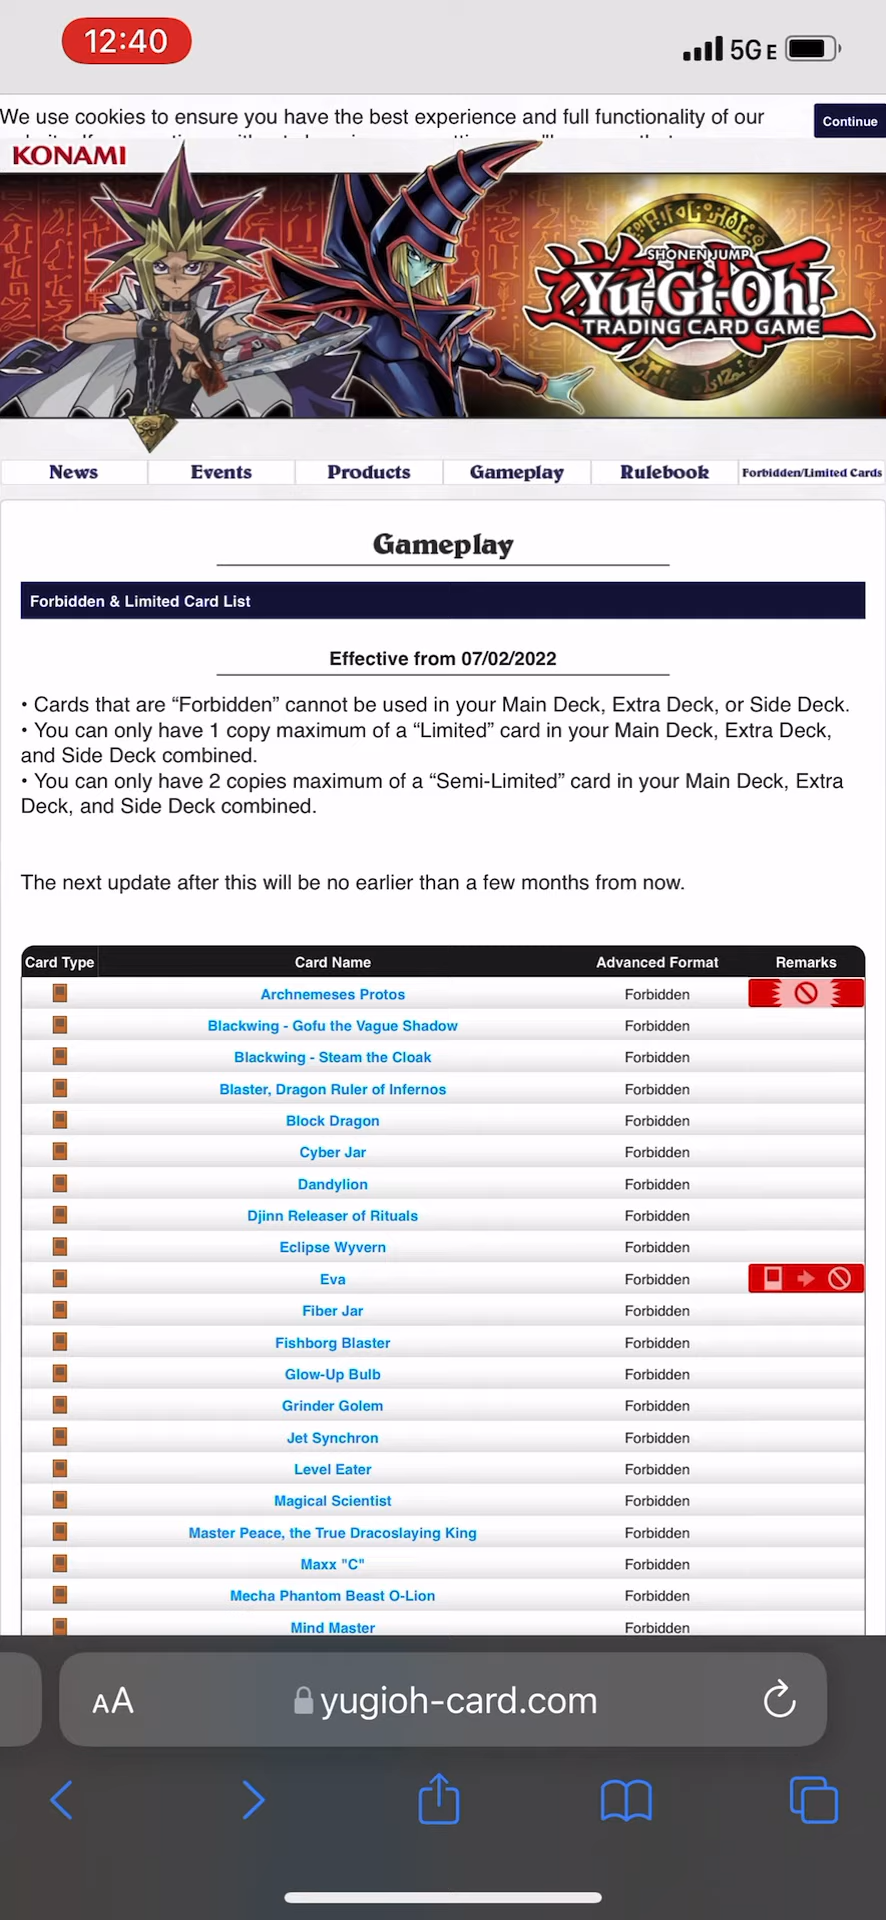 12:40
5GE
We use cookies to ensure you have the best experience and full functionality of our
Continue
KONAMI
SHONEN JUMP
Yu-Gi-Oh!
TRADING CARD GAME
News Events Products Gameplay Rulebook Forbidden/Limited Cards
Gameplay
Forbidden & Limited Card List
Effective from 07/02/2022
• Cards that are “Forbidden” cannot be used in your Main Deck, Extra Deck, or Side Deck.
• You can only have 1 copy maximum of a “Limited” card in your Main Deck, Extra Deck,
and Side Deck combined.
• You can only have 2 copies maximum of a “Semi-Limited” card in your Main Deck, Extra
Deck, and Side Deck combined.
The next update after this will be no earlier than a few months from now.
Card Type Card Name Advanced Format Remarks
Archnemeses Protos Forbidden
Blackwing - Gofu the Vague Shadow Forbidden
Blackwing - Steam the Cloak Forbidden
Blaster, Dragon Ruler of Infernos Forbidden
Block Dragon Forbidden
Cyber Jar Forbidden
Dandylion Forbidden
Djinn Releaser of Rituals Forbidden
Eclipse Wyvern Forbidden
Eva Forbidden
Fiber Jar Forbidden
Fishborg Blaster Forbidden
Glow-Up Bulb Forbidden
Grinder Golem Forbidden
Jet Synchron Forbidden
Level Eater Forbidden
Magical Scientist Forbidden
Master Peace, the True Dracoslaying King Forbidden
Maxx "C" Forbidden
Mecha Phantom Beast O-Lion Forbidden
Mind Master Forbidden
AA yugioh-card.com